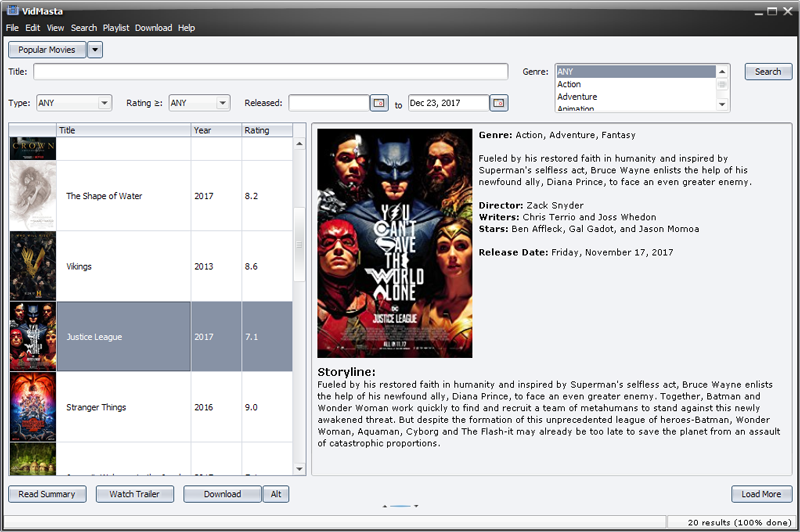 VidMasta
File Edit View Search Playlist Download Help
Popular Movies
Title:
Genre:
ANY
Action
Adventure
Animation
Search
Type: ANY Rating ≥: ANY Released: to Dec 23, 2017
Title Year Rating
CROWN
The Shape of Water 2017 8.2
Vikings 2013 8.6
Justice League 2017 7.1
Stranger Things 2016 9.0
YOU
CAN'T
SAVE
THE
WORLD
ALONE
DC
JUSTICE LEAGUE
ALL IN 11.17
Genre: Action, Adventure, Fantasy
Fueled by his restored faith in humanity and inspired by
Superman's selfless act, Bruce Wayne enlists the help of his
newfound ally, Diana Prince, to face an even greater enemy.
Director: Zack Snyder
Writers: Chris Terrio and Joss Whedon
Stars: Ben Affleck, Gal Gadot, and Jason Momoa
Release Date: Friday, November 17, 2017
Storyline:
Fueled by his restored faith in humanity and inspired by Superman's selfless act, Bruce Wayne enlists
the help of his newfound ally, Diana Prince, to face an even greater enemy. Together, Batman and
Wonder Woman work quickly to find and recruit a team of metahumans to stand against this newly
awakened threat. But despite the formation of this unprecedented league of heroes-Batman, Wonder
Woman, Aquaman, Cyborg and The Flash-it may already be too late to save the planet from an assault
of catastrophic proportions.
Read Summary Watch Trailer Download Alt Load More
20 results (100% done)